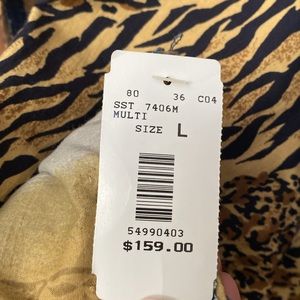 80 36 C04
SST 7406M
MULTI
SIZE L
54990403
$159.00